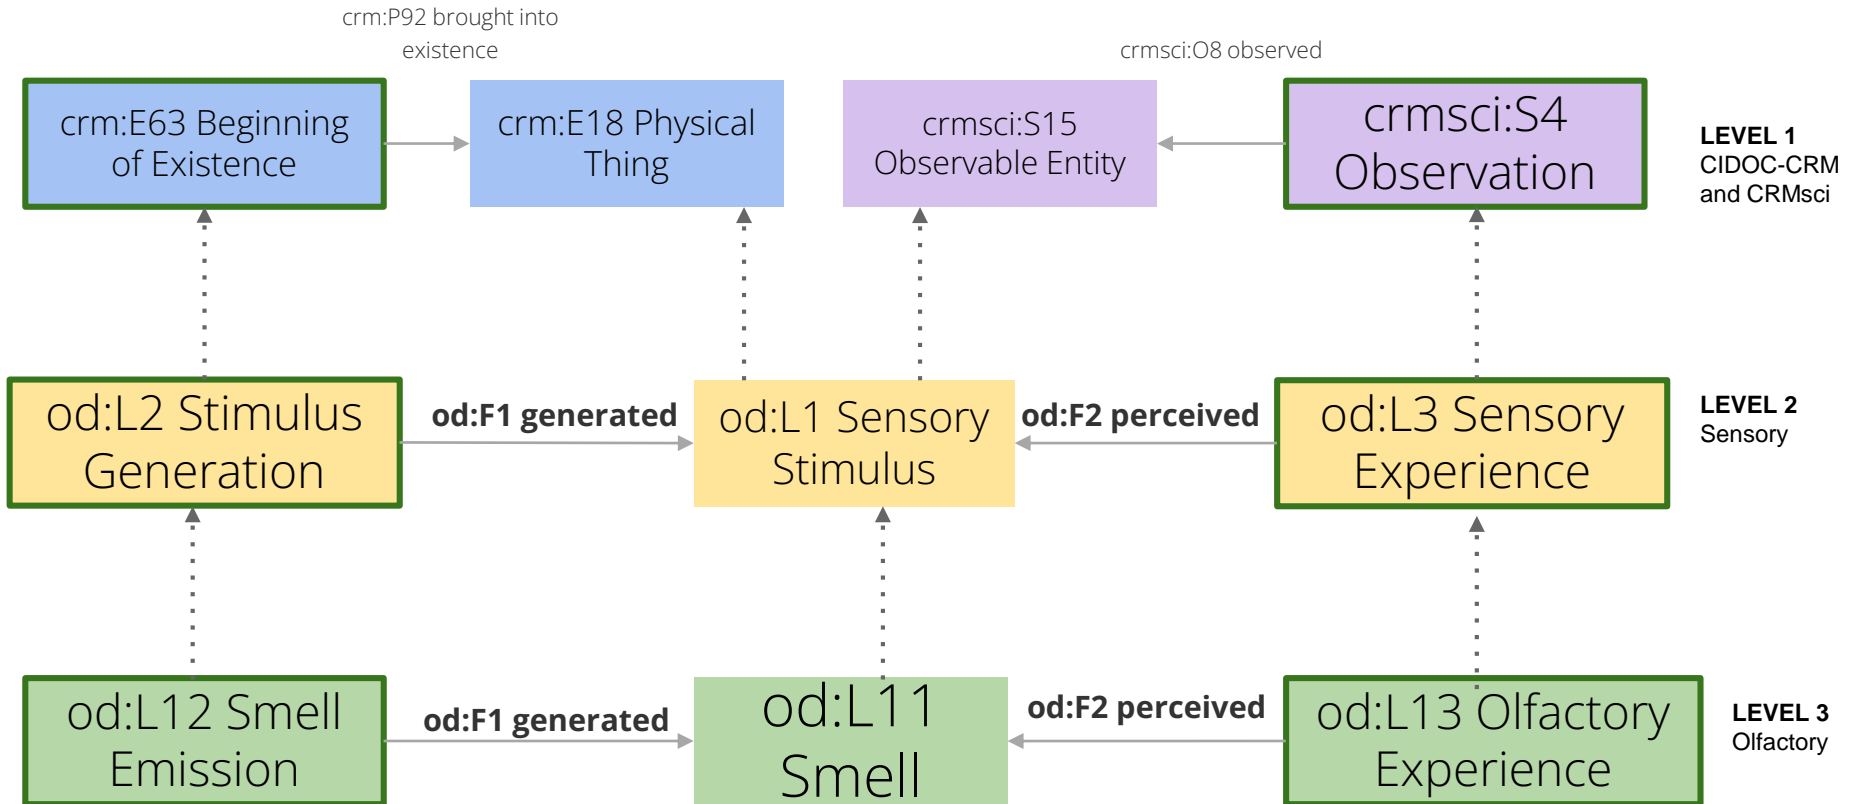 crm:P92 brought into
existence
crmsci:O8 observed
crm:E63 Beginning
of Existence
crm:E18 Physical
Thing
crmsci:S15
Observable Entity
crmsci:S4
Observation
LEVEL 1
CIDOC-CRM
and CRMsci
od:L2 Stimulus
Generation
od:F1 generated
od:L1 Sensory
Stimulus
od:F2 perceived
od:L3 Sensory
Experience
LEVEL 2
Sensory
od:L12 Smell
Emission
od:F1 generated
od:L11
Smell
od:F2 perceived
od:L13 Olfactory
Experience
LEVEL 3
Olfactory